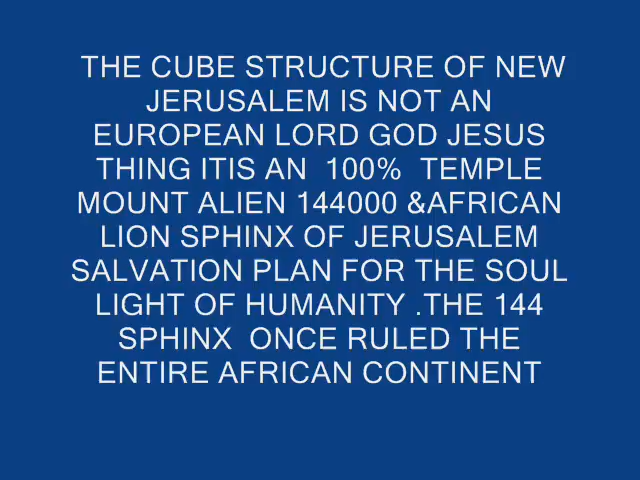 THE CUBE STRUCTURE OF NEW
JERUSALEM IS NOT AN
EUROPEAN LORD GOD JESUS
THING ITIS AN 100% TEMPLE
MOUNT ALIEN 144000 &AFRICAN
LION SPHINX OF JERUSALEM
SALVATION PLAN FOR THE SOUL
LIGHT OF HUMANITY .THE 144
SPHINX ONCE RULED THE
ENTIRE AFRICAN CONTINENT